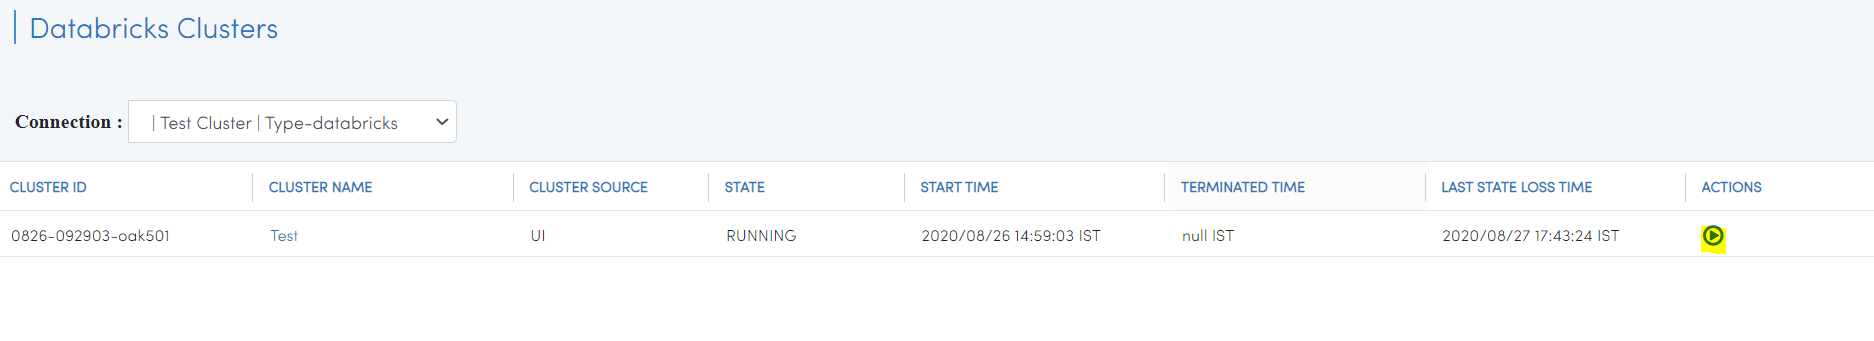 Databricks Clusters
Connection : | Test Cluster | Type-databricks
CLUSTER ID CLUSTER NAME CLUSTER SOURCE STATE START TIME TERMINATED TIME LAST STATE LOSS TIME ACTIONS
0826-092903-oak501 Test UI RUNNING 2020/08/26 14:59:03 IST null IST 2020/08/27 17:43:24 IST